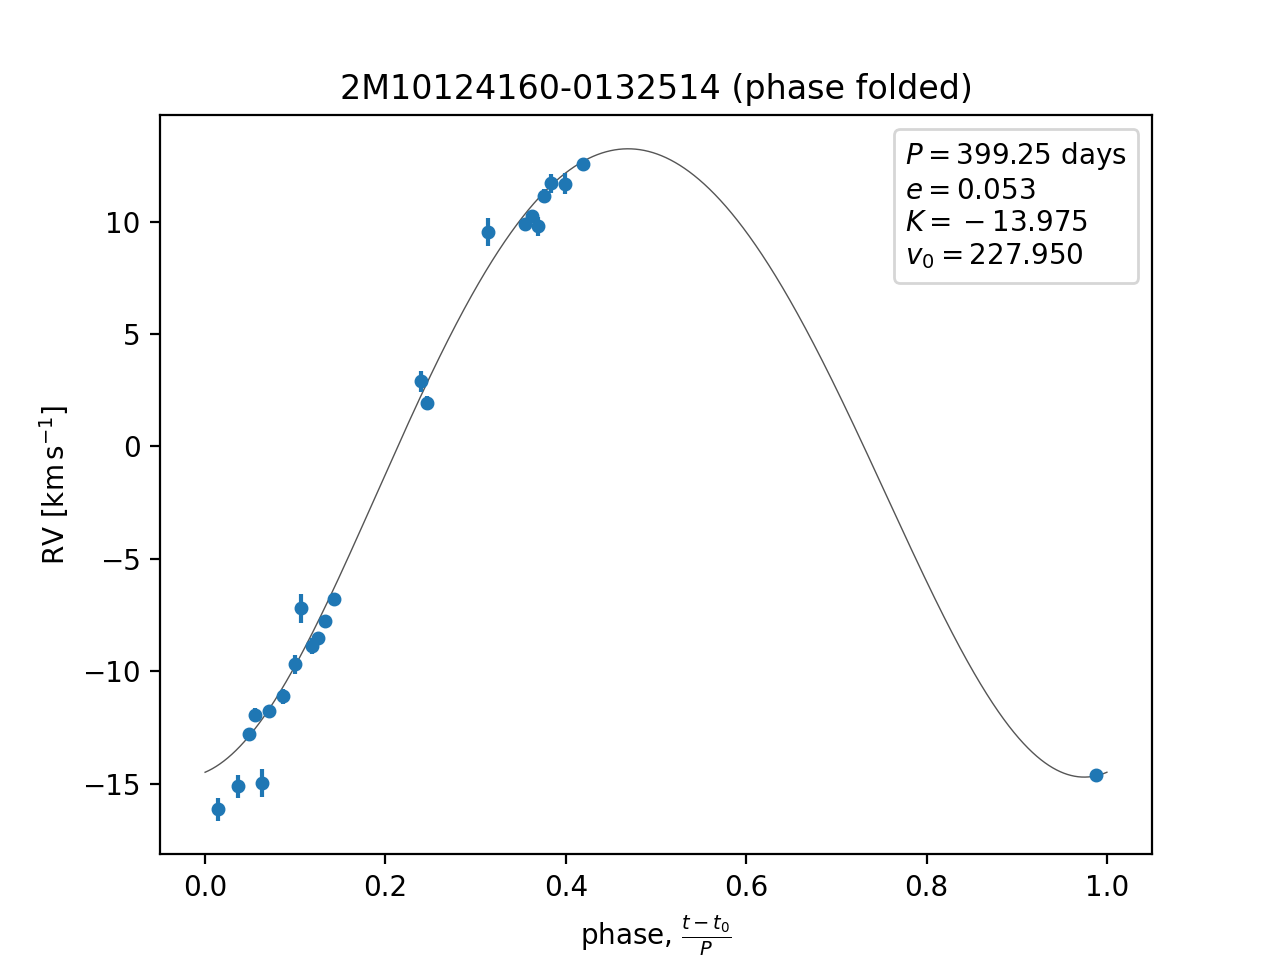 2M10124160-0132514 (phase folded)
P = 399.25 days
e = 0.053
K = −13.975
v₀ = 227.950
10
5
0
−5
−10
−15
RV [km s⁻¹]
0.0 0.2 0.4 0.6 0.8 1.0
phase, (t − t₀)/P